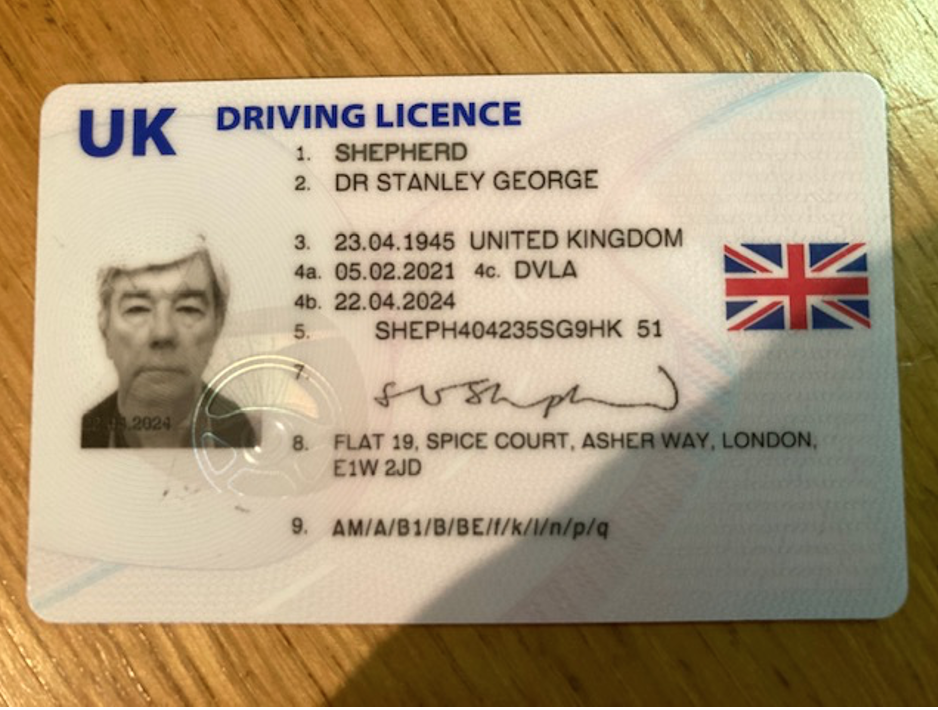 UK DRIVING LICENCE
1. SHEPHERD
2. DR STANLEY GEORGE
3. 23.04.1945 UNITED KINGDOM
4a. 05.02.2021 4c. DVLA
4b. 22.04.2024
5. SHEPH404235SG9HK 51
7. SG Shepherd
8. FLAT 19, SPICE COURT, ASHER WAY, LONDON,
E1W 2JD
9. AM/A/B1/B/BE/f/k/l/n/p/q